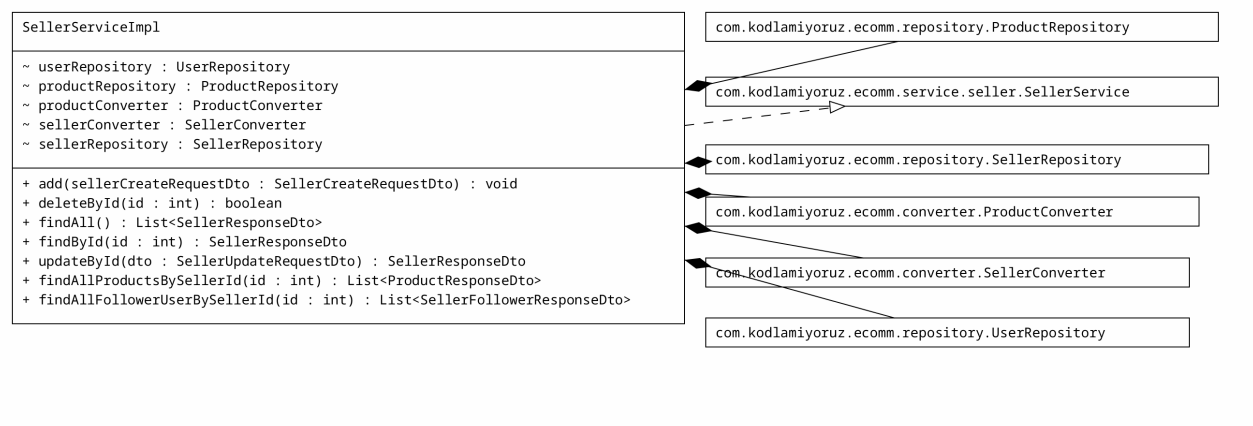 SellerServiceImpl
~ userRepository : UserRepository
~ productRepository : ProductRepository
~ productConverter : ProductConverter
~ sellerConverter : SellerConverter
~ sellerRepository : SellerRepository
+ add(sellerCreateRequestDto : SellerCreateRequestDto) : void
+ deleteById(id : int) : boolean
+ findAll() : List<SellerResponseDto>
+ findById(id : int) : SellerResponseDto
+ updateById(dto : SellerUpdateRequestDto) : SellerResponseDto
+ findAllProductsBySellerId(id : int) : List<ProductResponseDto>
+ findAllFollowerUserBySellerId(id : int) : List<SellerFollowerResponseDto>
com.kodlamiyoruz.ecomm.repository.ProductRepository
com.kodlamiyoruz.ecomm.service.seller.SellerService
com.kodlamiyoruz.ecomm.repository.SellerRepository
com.kodlamiyoruz.ecomm.converter.ProductConverter
com.kodlamiyoruz.ecomm.converter.SellerConverter
com.kodlamiyoruz.ecomm.repository.UserRepository